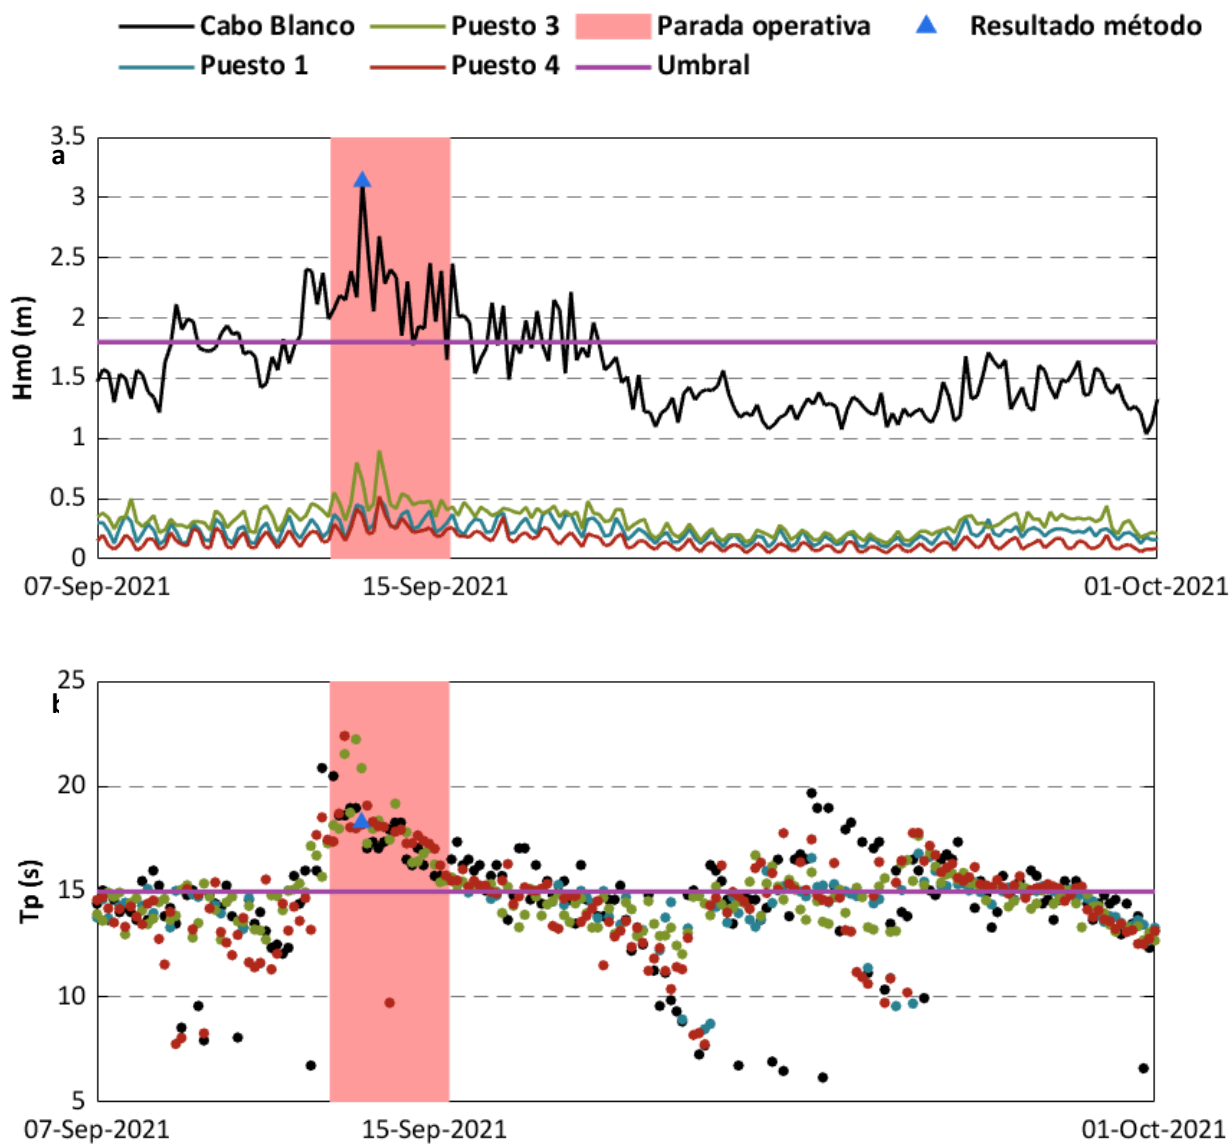 Cabo Blanco Puesto 3 Parada operativa Resultado método
Puesto 1 Puesto 4 Umbral
a
3.5
3
2.5
2
1.5
1
0.5
0
Hm0 (m)
07-Sep-2021 15-Sep-2021 01-Oct-2021
b
25
20
15
10
5
Tp (s)
07-Sep-2021 15-Sep-2021 01-Oct-2021